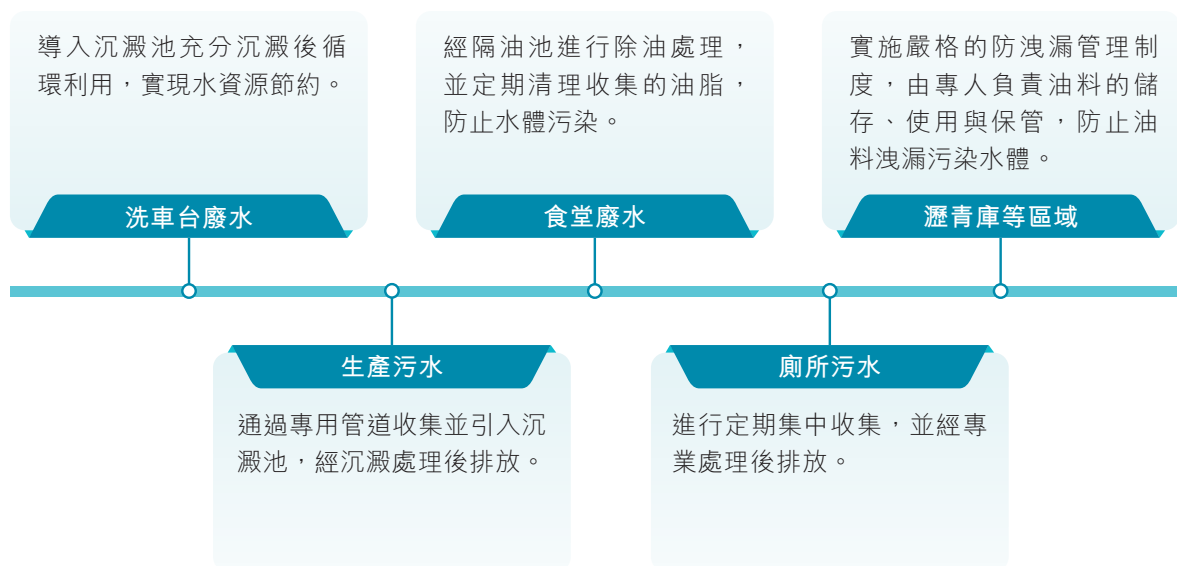 導入沉澱池充分沉澱後循
環利用，實現水資源節約。
洗車台廢水
經隔油池進行除油處理，
並定期清理收集的油脂，
防止水體污染。
食堂廢水
實施嚴格的防洩漏管理制
度，由專人負責油料的儲
存、使用與保管，防止油
料洩漏污染水體。
瀝青庫等區域
生產污水
通過專用管道收集並引入沉
澱池，經沉澱處理後排放。
廁所污水
進行定期集中收集，並經專
業處理後排放。